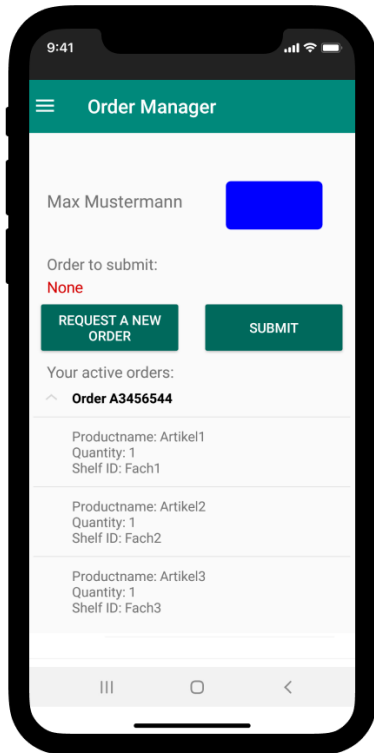 9:41
Order Manager
Max Mustermann
Order to submit:
None
REQUEST A NEW
ORDER
SUBMIT
Your active orders:
Order A3456544
Productname: Artikel1
Quantity: 1
Shelf ID: Fach1
Productname: Artikel2
Quantity: 1
Shelf ID: Fach2
Productname: Artikel3
Quantity: 1
Shelf ID: Fach3